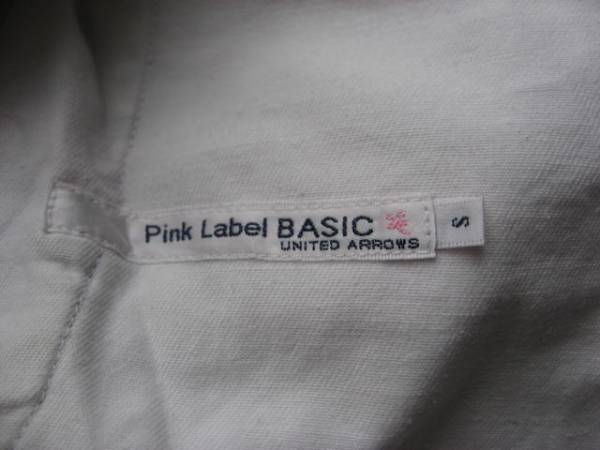 Pink Label BASIC
UNITED ARROWS
S